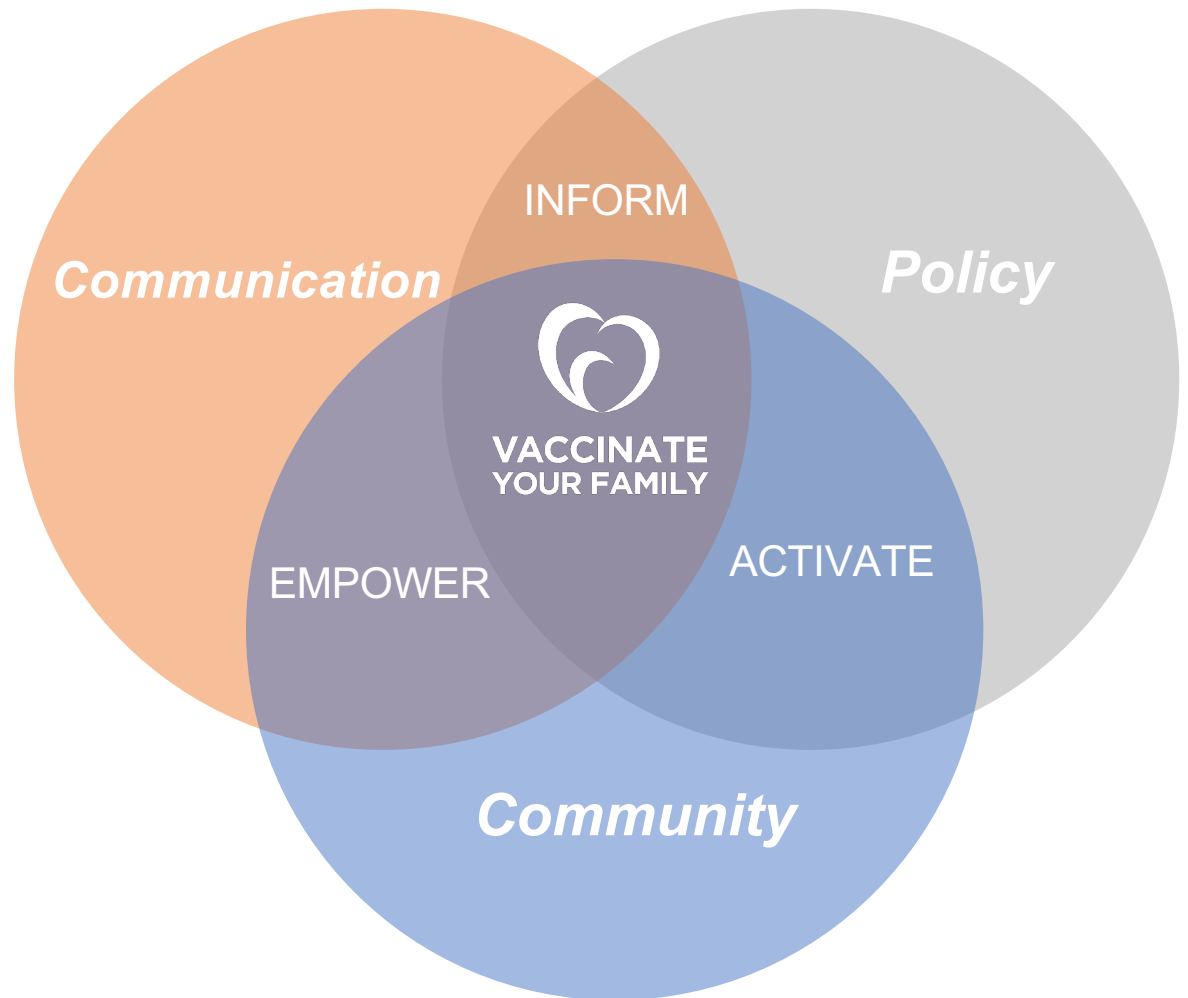 INFORM
Communication
Policy
VACCINATE
YOUR FAMILY
EMPOWER
ACTIVATE
Community